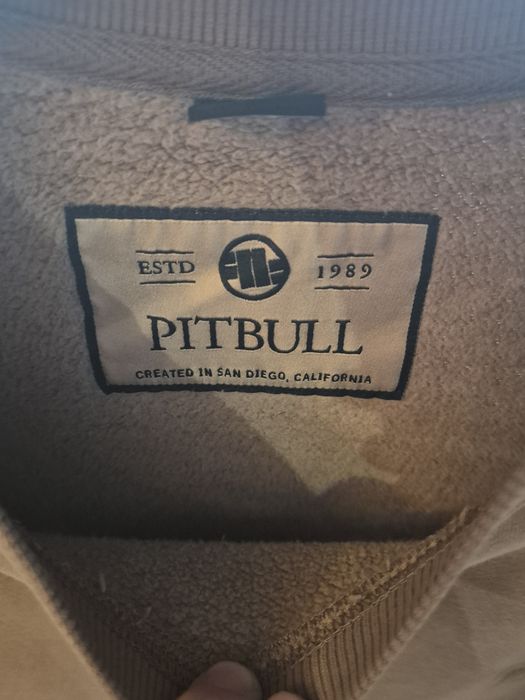 ESTD 1989
PITBULL
CREATED IN SAN DIEGO, CALIFORNIA